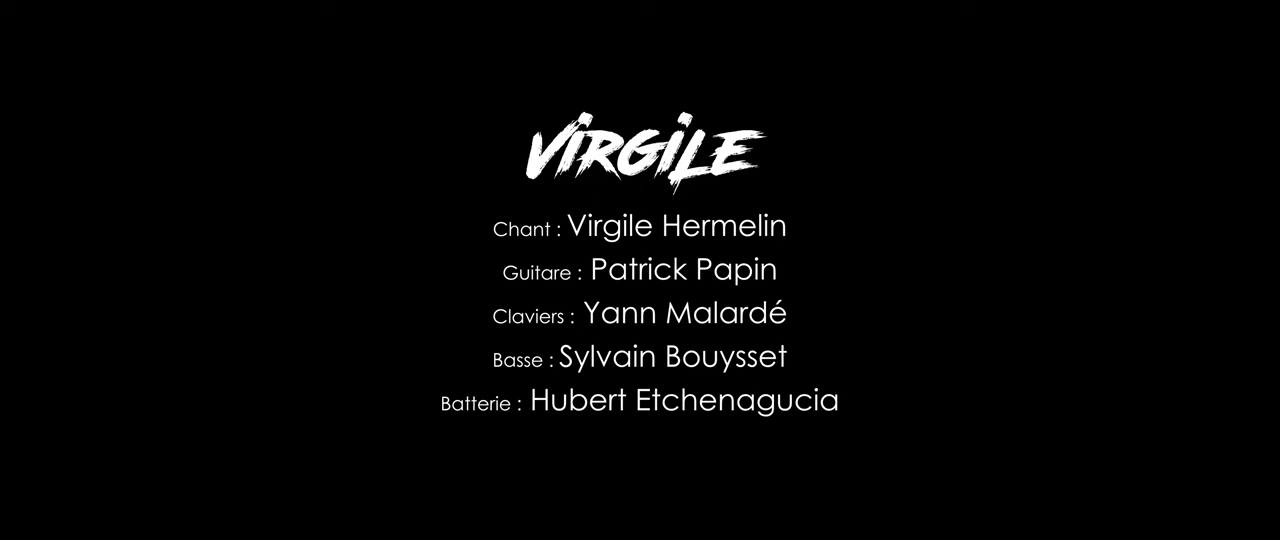 VIRGILE
Chant : Virgile Hermelin
Guitare : Patrick Papin
Claviers : Yann Malardé
Basse : Sylvain Bouysset
Batterie : Hubert Etchenagucia